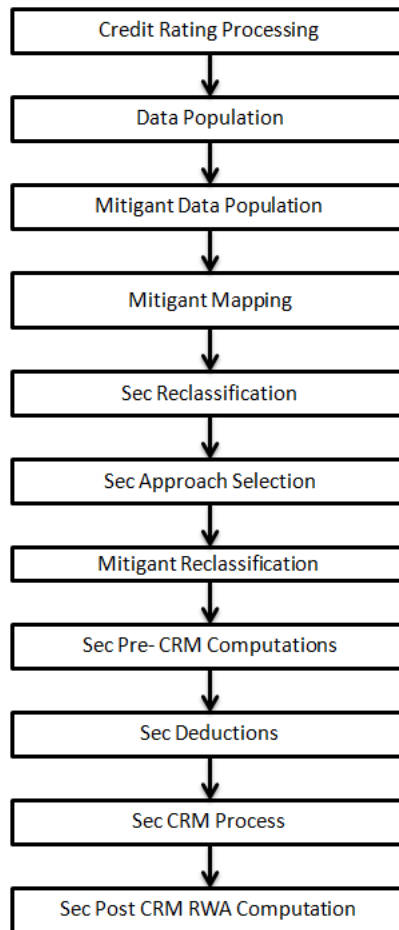 Credit Rating Processing
Data Population
Mitigant Data Population
Mitigant Mapping
Sec Reclassification
Sec Approach Selection
Mitigant Reclassification
Sec Pre- CRM Computations
Sec Deductions
Sec CRM Process
Sec Post CRM RWA Computation